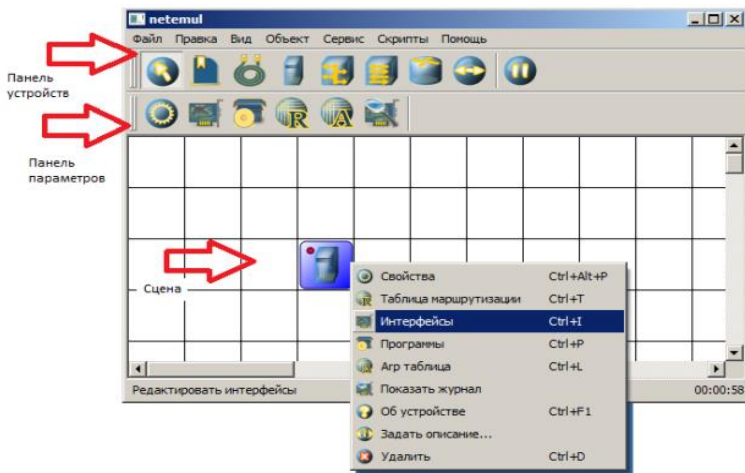 netemul
Файл Правка Вид Объект Сервис Скрипты Помощь
Панель
устройств
Панель
параметров
Сцена
Свойства Ctrl+Alt+P
Таблица маршрутизации Ctrl+T
Интерфейсы Ctrl+I
Программы Ctrl+P
Arp таблица Ctrl+L
Показать журнал
Об устройстве Ctrl+F1
Задать описание...
Удалить Ctrl+D
Редактировать интерфейсы 00:00:58